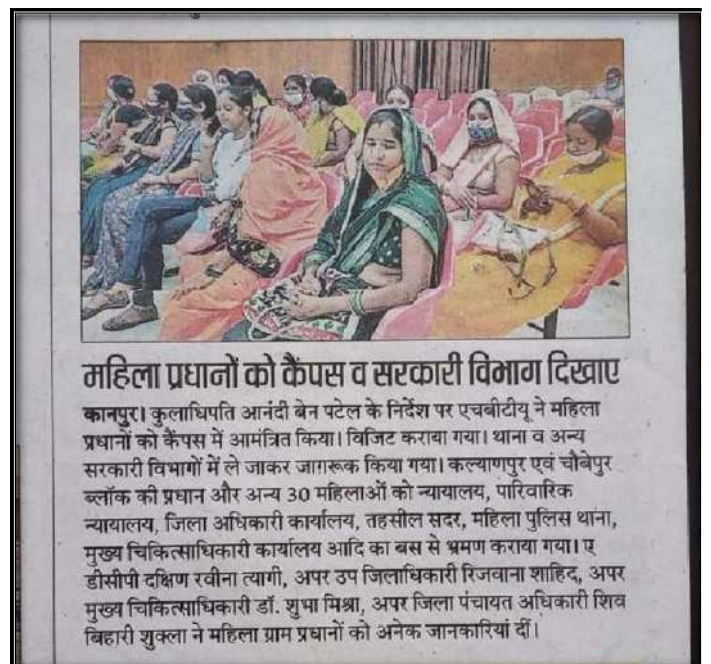 महिला प्रधानों को कैंपस व सरकारी विभाग दिखाए
कानपुर। कुलाधिपति आनंदी बेन पटेल के निर्देश पर एचबीटीयू ने महिला
प्रधानों को कैंपस में आमंत्रित किया। विजिट कराया गया। थाना व अन्य
सरकारी विभागों में ले जाकर जागरूक किया गया। कल्याणपुर एवं चौबेपुर
ब्लॉक की प्रधान और अन्य 30 महिलाओं को न्यायालय, पारिवारिक
न्यायालय, जिला अधिकारी कार्यालय, तहसील सदर, महिला पुलिस थाना,
मुख्य चिकित्साधिकारी कार्यालय आदि का बस से भ्रमण कराया गया। ए
डीसीपी दक्षिण रवीना त्यागी, अपर उप जिलाधिकारी रिजवाना शाहिद, अपर
मुख्य चिकित्साधिकारी डॉ. शुभा मिश्रा, अपर जिला पंचायत अधिकारी शिव
बिहारी शुक्ला ने महिला ग्राम प्रधानों को अनेक जानकारियां दीं।